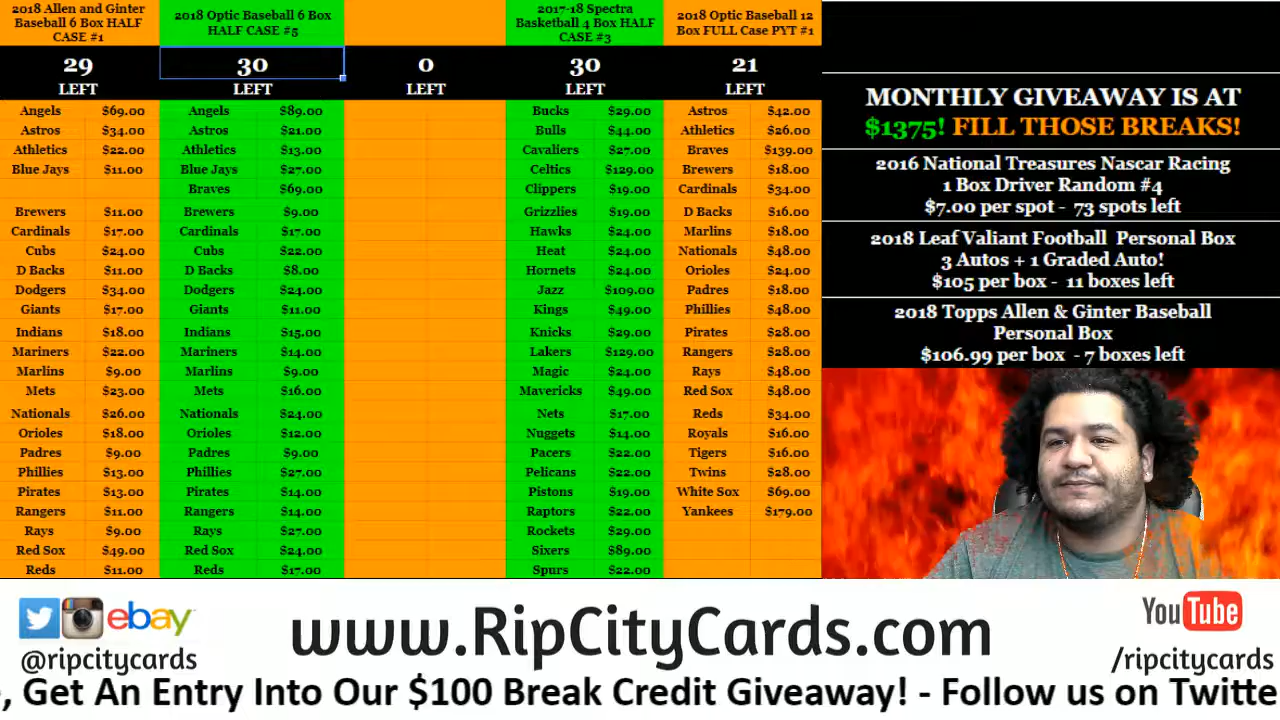 2018 Allen and Ginter
Baseball 6 Box HALF
CASE #1
29
LEFT
Angels $69.00
Astros $34.00
Athletics $22.00
Blue Jays $11.00
Brewers $11.00
Cardinals $17.00
Cubs $24.00
D Backs $11.00
Dodgers $34.00
Giants $17.00
Indians $18.00
Mariners $22.00
Marlins $9.00
Mets $23.00
Nationals $26.00
Orioles $18.00
Padres $9.00
Phillies $13.00
Pirates $13.00
Rangers $11.00
Rays $9.00
Red Sox $49.00
Reds $11.00
2018 Optic Baseball 6 Box
HALF CASE #5
30
LEFT
Angels $89.00
Astros $21.00
Athletics $13.00
Blue Jays $27.00
Braves $69.00
Brewers $9.00
Cardinals $17.00
Cubs $22.00
D Backs $8.00
Dodgers $24.00
Giants $11.00
Indians $15.00
Mariners $14.00
Marlins $9.00
Mets $16.00
Nationals $24.00
Orioles $12.00
Padres $9.00
Phillies $27.00
Pirates $14.00
Rangers $14.00
Rays $27.00
Red Sox $24.00
Reds $17.00
0
LEFT
2017-18 Spectra
Basketball 4 Box HALF
CASE #3
30
LEFT
Bucks $29.00
Bulls $44.00
Cavaliers $27.00
Celtics $129.00
Clippers $19.00
Grizzlies $19.00
Hawks $24.00
Heat $24.00
Hornets $24.00
Jazz $109.00
Kings $49.00
Knicks $29.00
Lakers $129.00
Magic $24.00
Mavericks $49.00
Nets $17.00
Nuggets $14.00
Pacers $22.00
Pelicans $22.00
Pistons $19.00
Raptors $22.00
Rockets $29.00
Sixers $89.00
Spurs $22.00
2018 Optic Baseball 12
Box FULL Case PYT #1
21
LEFT
Astros $42.00
Athletics $26.00
Braves $139.00
Brewers $18.00
Cardinals $34.00
D Backs $16.00
Marlins $18.00
Nationals $48.00
Orioles $24.00
Padres $18.00
Phillies $48.00
Pirates $28.00
Rangers $28.00
Rays $48.00
Red Sox $48.00
Reds $34.00
Royals $16.00
Tigers $16.00
Twins $28.00
White Sox $69.00
Yankees $179.00
MONTHLY GIVEAWAY IS AT
$1375! FILL THOSE BREAKS!
2016 National Treasures Nascar Racing
1 Box Driver Random #4
$7.00 per spot - 73 spots left
2018 Leaf Valiant Football Personal Box
3 Autos + 1 Graded Auto!
$105 per box - 11 boxes left
2018 Topps Allen & Ginter Baseball
Personal Box
$106.99 per box - 7 boxes left
ebay
@ripcitycards
www.RipCityCards.com
YouTube
/ripcitycards
, Get An Entry Into Our $100 Break Credit Giveaway! - Follow us on Twitte